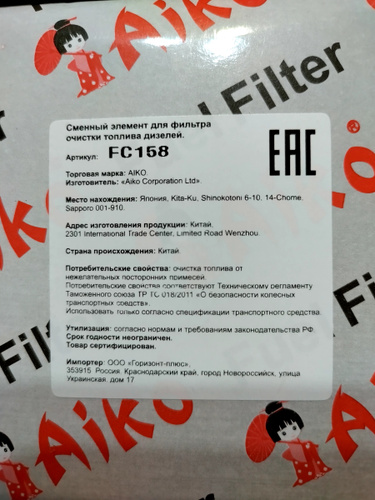 Aiko
Filter
Сменный элемент для фильтра
очистки топлива дизелей.
Артикул: FC158
EAC
Торговая марка: AIKO.
Изготовитель: «Aiko Corporation Ltd».
Место нахождения: Япония, Kita-Ku, Shinokotoni 6-10, 14-Chome.
Sapporo 001-910.
Адрес изготовления продукции: Китай.
2301 International Trade Center, Limited Road Wenzhou.
Страна происхождения: Китай.
Потребительские свойства: очистка топлива от
нежелательных посторонних примесей.
Потребительские свойства соответствуют Техническому регламенту
Таможенного союза ТР ТС 018/2011 «О безопасности колесных
транспортных средств».
Использовать только согласно спецификации транспортного средства.
Утилизация: согласно нормам и требованиям законодательства РФ.
Срок годности неограничен.
Товар сертифицирован.
Импортер: ООО «Горизонт-плюс»,
353915 Россия, Краснодарский край, город Новороссийск, улица
Украинская, дом 17
Aiko
Aiko